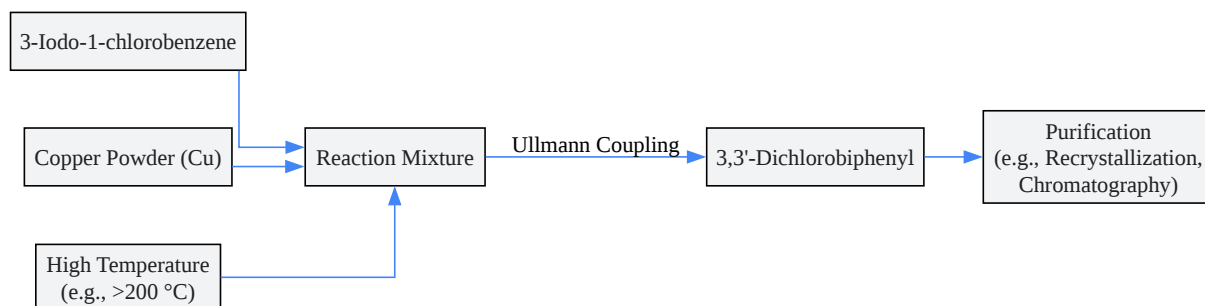 3-Iodo-1-chlorobenzene
Copper Powder (Cu)
High Temperature
(e.g., >200 °C)
Reaction Mixture
Ullmann Coupling
3,3'-Dichlorobiphenyl
Purification
(e.g., Recrystallization,
Chromatography)